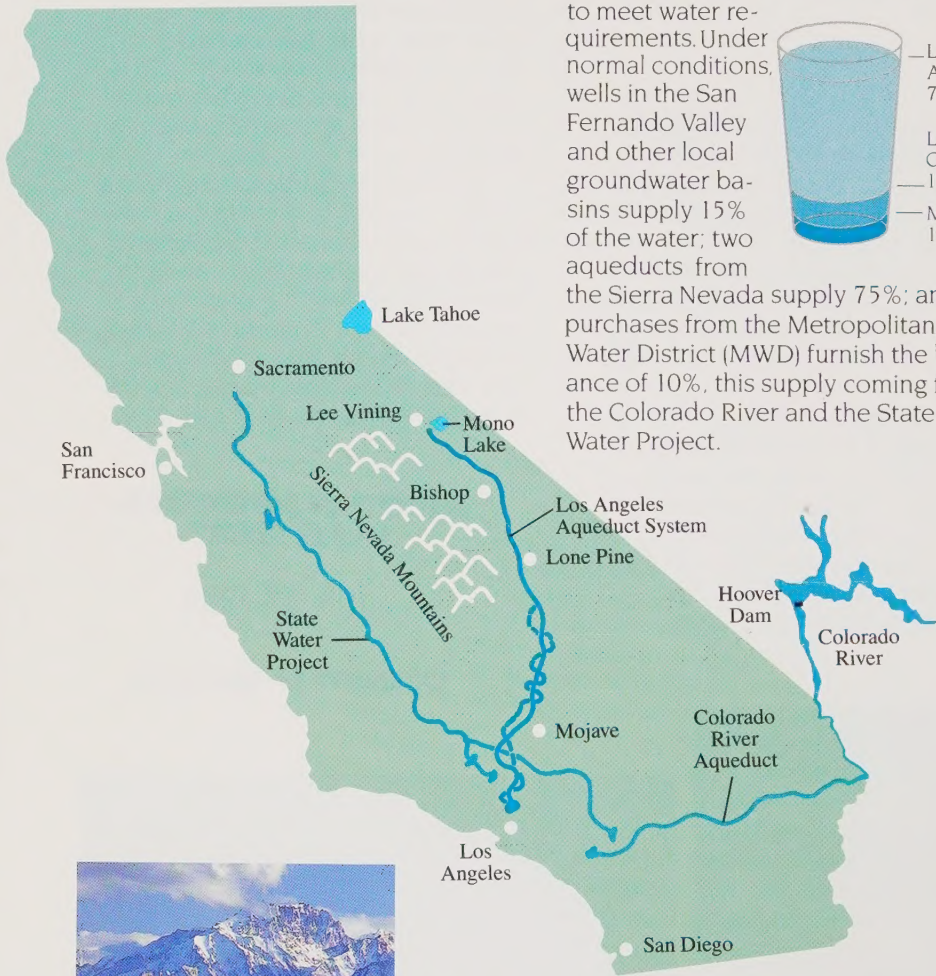 to meet water re-
quirements. Under
normal conditions,
wells in the San
Fernando Valley
and other local
groundwater ba-
sins supply 15%
of the water; two
aqueducts from
the Sierra Nevada supply 75%;
purchases from the Metropolitan
Water District (MWD) furnish the
ance of 10%, this supply coming
the Colorado River and the State
Water Project.
Lake Tahoe
Sacramento
Lee Vining
Mono
Lake
San
Francisco
Sierra Nevada Mountains
Bishop
Los Angeles
Aqueduct System
Lone Pine
Hoover
Dam
Colorado
River
State
Water
Project
Mojave
Colorado
River
Aqueduct
Los
Angeles
San Diego